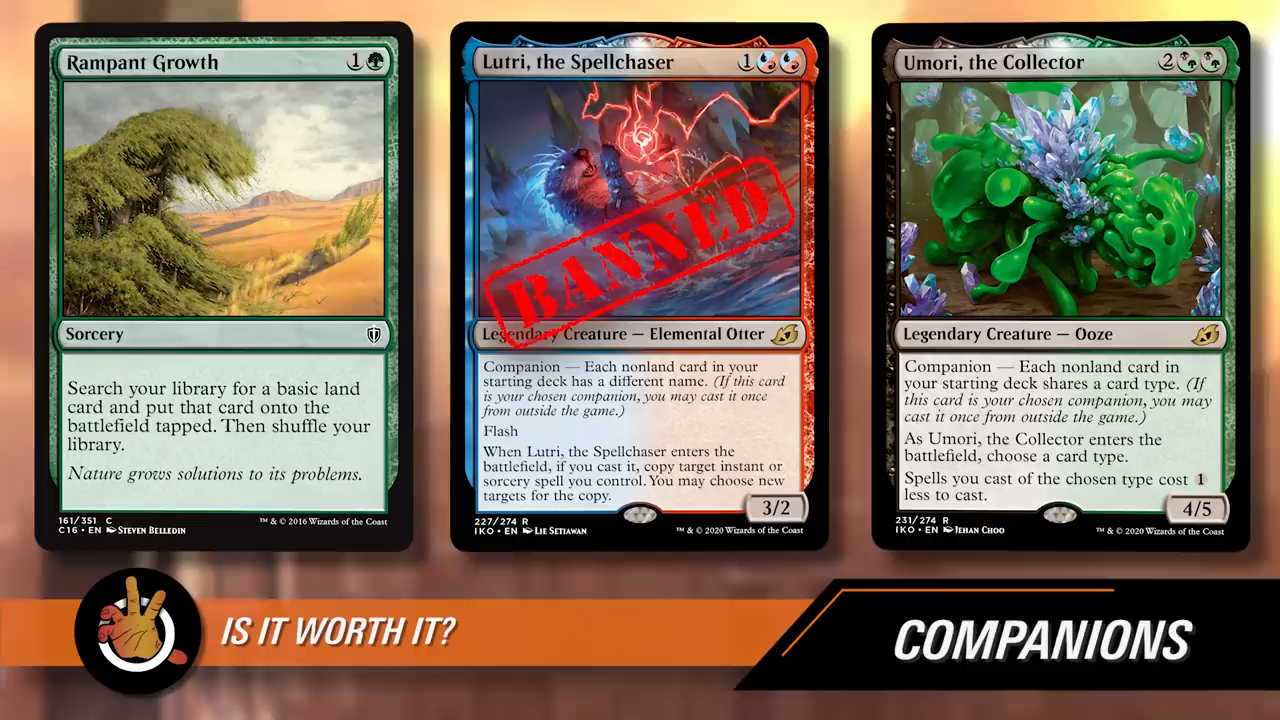 Rampant Growth 1
Sorcery
Search your library for a basic land
card and put that card onto the
battlefield tapped. Then shuffle your
library.
Nature grows solutions to its problems.
161/351 C
C16 • EN Steven Belledin
™ & © 2016 Wizards of the Coast
Lutri, the Spellchaser 1
BANNED
Legendary Creature — Elemental Otter
Companion — Each nonland card in your
starting deck has a different name. (If this card
is your chosen companion, you may cast it once
from outside the game.)
Flash
When Lutri, the Spellchaser enters the
battlefield, if you cast it, copy target instant or
sorcery spell you control. You may choose new
targets for the copy.
3/2
227/274 R
IKO • EN Lie Setiawan
™ & © 2020 Wizards of the Coast
Umori, the Collector 2
Legendary Creature — Ooze
Companion — Each nonland card in
your starting deck shares a card type. (If
this card is your chosen companion, you may
cast it once from outside the game.)
As Umori, the Collector enters the
battlefield, choose a card type.
Spells you cast of the chosen type cost 1
less to cast.
4/5
231/274 R
IKO • EN Jehan Choo
™ & © 2020 Wizards of the Coast
IS IT WORTH IT?
COMPANIONS